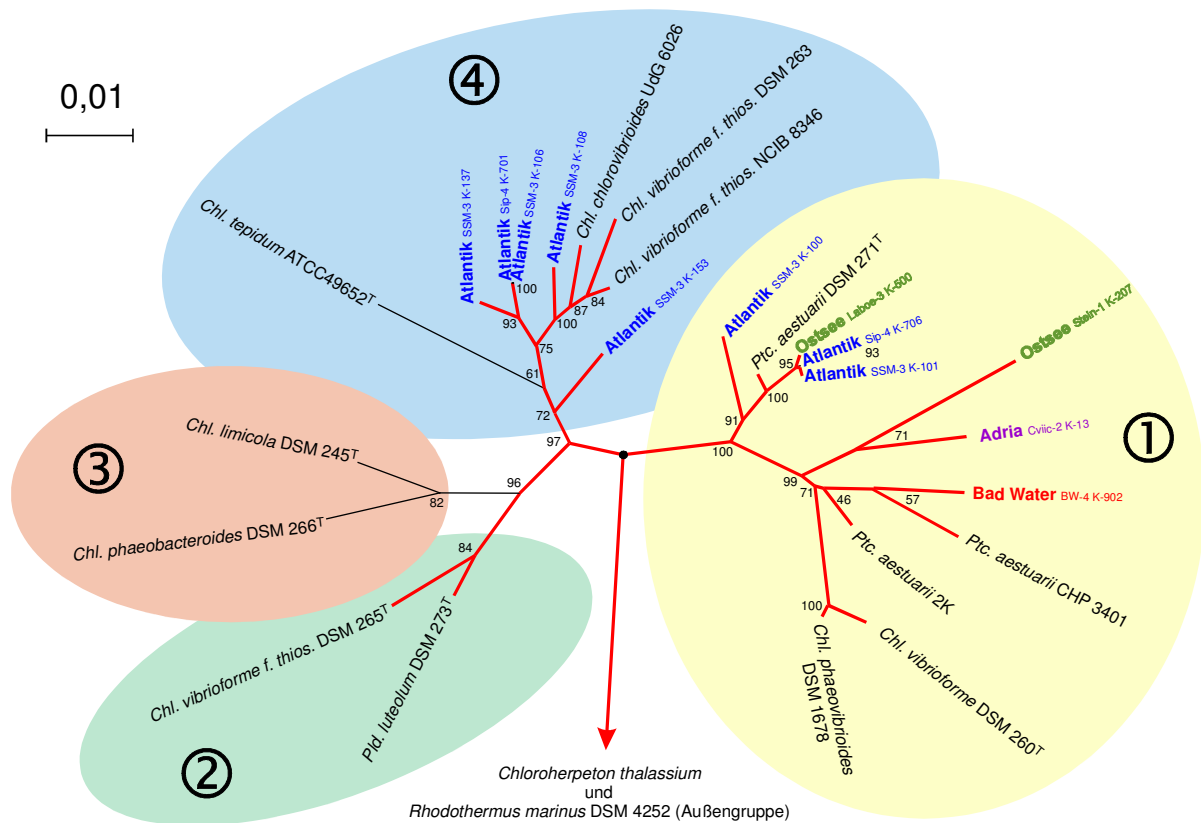 0,01
④
Chl. tepidum ATCC49652ᵀ
Atlantik SSM-3 K-137
Atlantik Sip-4 K-701
Atlantik SSM-3 K-106
Atlantik SSM-3 K-108
Chl. chlorovibrioides UdG 6026
Chl. vibrioforme f. thios. DSM 263
Chl. vibrioforme f. thios. NCIB 8346
Atlantik SSM-3 K-153
100
93
100
87
84
75
61
72
97
①
Atlantik SSM-3 K-100
Ptc. aestuarii DSM 271ᵀ
Ostsee Laboe-3 K-600
Atlantik Sip-4 K-706
93
Atlantik SSM-3 K-101
95
100
91
100
Ostsee Stein-1 K-207
71
Adria Cviic-2 K-13
99
71
46
57
Bad Water BW-4 K-902
Ptc. aestuarii CHP 3401
Ptc. aestuarii 2K
100
Chl. phaeovibrioides
DSM 1678
Chl. vibrioforme DSM 260ᵀ
③
Chl. limicola DSM 245ᵀ
Chl. phaeobacteroides DSM 266ᵀ
82
96
84
②
Chl. vibrioforme f. thios. DSM 265ᵀ
Pld. luteolum DSM 273ᵀ
Chloroherpeton thalassium
und
Rhodothermus marinus DSM 4252 (Außengruppe)